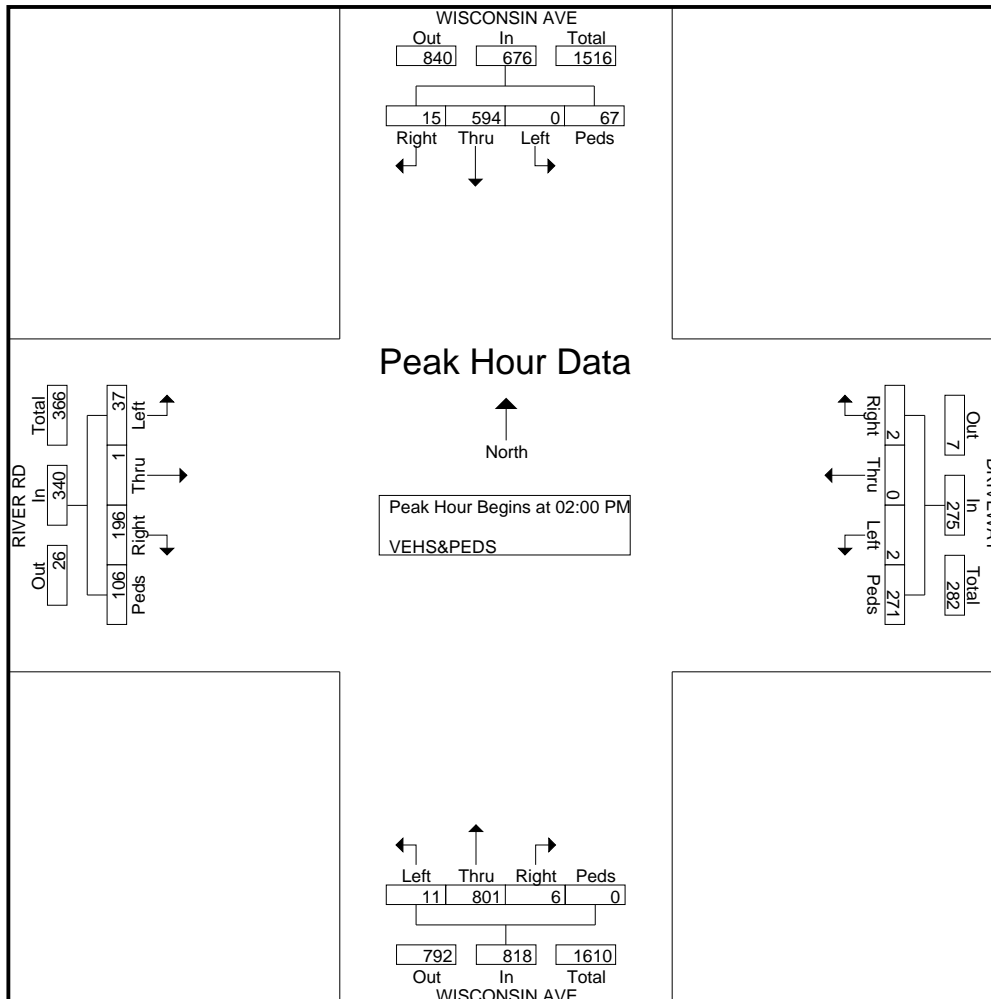 WISCONSIN AVE
Out In Total
840 676 1516
15 594 0 67
Right Thru Left Peds
Peak Hour Data
North
Peak Hour Begins at 02:00 PM
VEHS&PEDS
RIVER RD
Total In Out
366 340 26
37 1 196 106
Left Thru Right Peds
Right Thru Left Peds
2 0 2 271
Out In Total
7 275 282
DRIVEWAY
Left Thru Right Peds
11 801 6 0
792 818 1610
Out In Total
WISCONSIN AVE